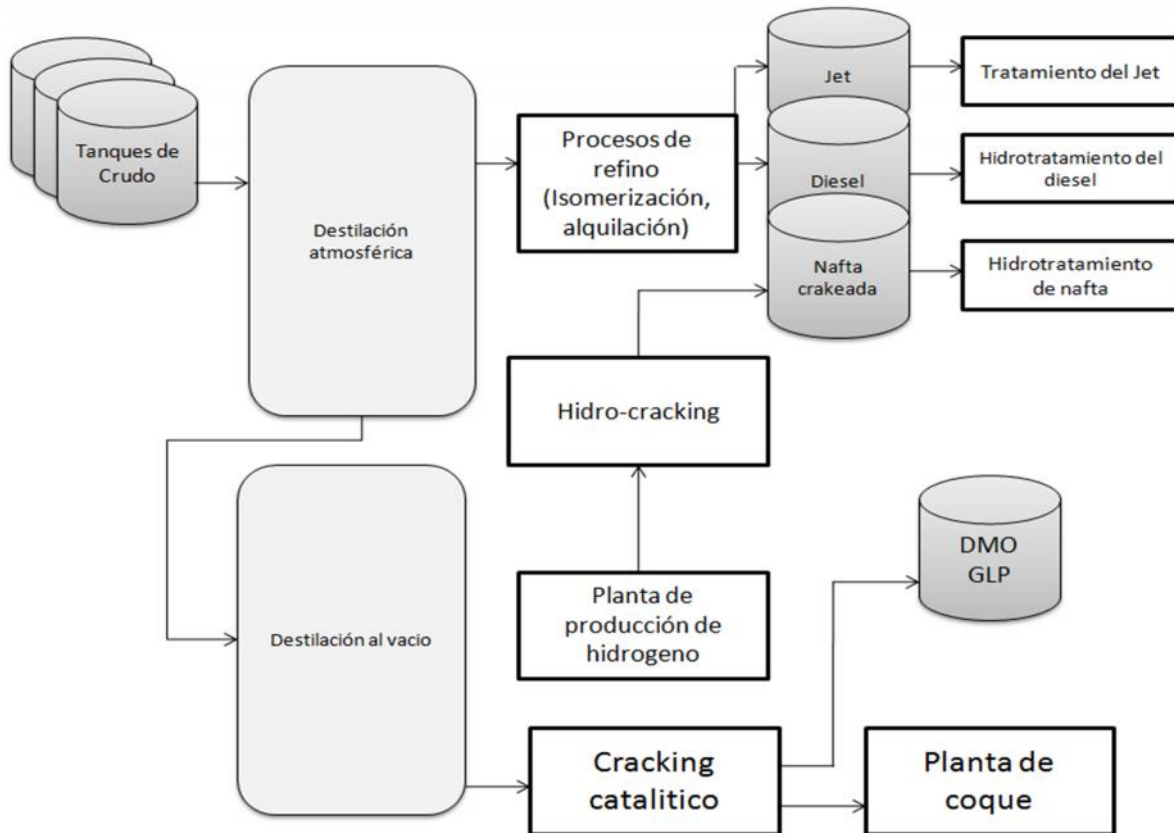 Tanques de
Crudo
Destilación
atmosférica
Procesos de
refino
(Isomerización,
alquilación)
Jet
Tratamiento del Jet
Diesel
Hidrotratamiento del
diesel
Nafta
crakeada
Hidrotratamiento
de nafta
Hidro-cracking
Planta de
producción de
hidrogeno
Destilación al vacio
DMO
GLP
Cracking
catalitico
Planta de
coque